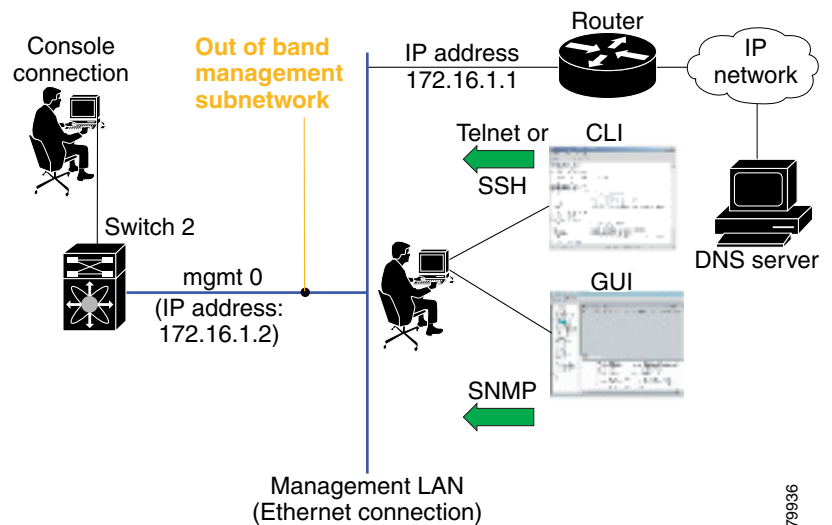 Console
connection
Out of band
management
subnetwork
IP address
172.16.1.1
Router
IP
network
Telnet or
SSH
CLI
Switch 2
mgmt 0
(IP address:
172.16.1.2)
DNS server
GUI
SNMP
Management LAN
(Ethernet connection)
79936